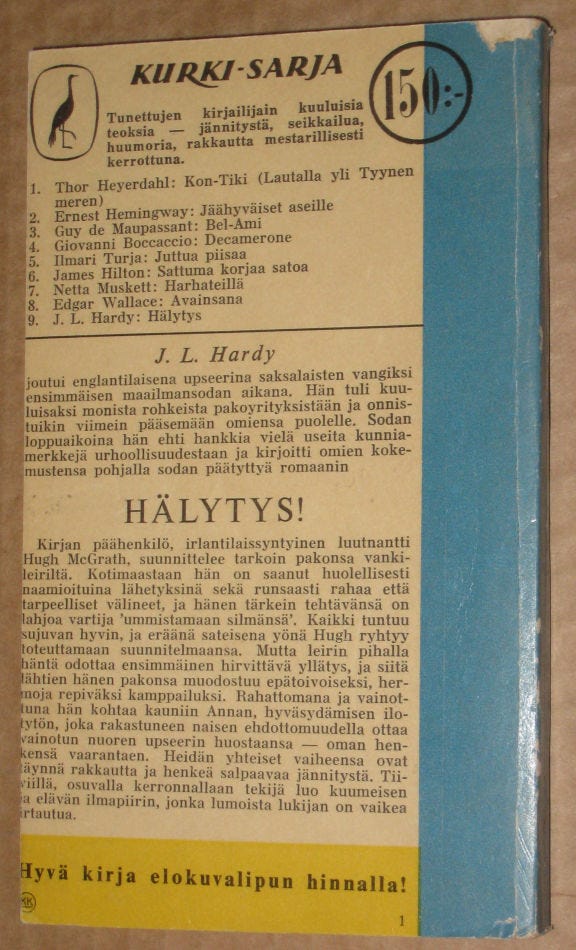 KURKI-SARJA
150:-
Tunettujen kirjailijain kuuluisia
teoksia — jännitystä, seikkailua,
huumoria, rakkautta mestarillisesti
kerrottuna.
1. Thor Heyerdahl: Kon-Tiki (Lautalla yli Tyynen
meren)
2. Ernest Hemingway: Jäähyväiset aseille
3. Guy de Maupassant: Bel-Ami
4. Giovanni Boccaccio: Decamerone
5. Ilmari Turja: Juttua piisaa
6. James Hilton: Sattuma korjaa satoa
7. Netta Muskett: Harhateillä
8. Edgar Wallace: Avainsana
9. J. L. Hardy: Hälytys
J. L. Hardy
joutui englantilaisena upseerina saksalaisten vangiksi
ensimmäisen maailmansodan aikana. Hän tuli kuu-
luisaksi monista rohkeista pakoyrityksistään ja onnis-
tuikin viimein pääsemään omiensa puolelle. Sodan
loppuaikoina hän ehti hankkia vielä useita kunnia-
merkkejä urhoollisuudestaan ja kirjoitti omien koke-
mustensa pohjalla sodan päätyttyä romaanin
HÄLYTYS!
Kirjan päähenkilö, irlantilaissyntyinen luutnantti
Hugh McGrath, suunnittelee tarkoin pakonsa vanki-
leiriltä. Kotimaastaan hän on saanut huolellisesti
naamioituina lähetyksinä sekä runsaasti rahaa että
tarpeelliset välineet, ja hänen tärkein tehtävänsä on
lahjoa vartija 'ummistamaan silmänsä'. Kaikki tuntuu
sujuvan hyvin, ja eräänä sateisena yönä Hugh ryhtyy
toteuttamaan suunnitelmaansa. Mutta leirin pihalla
häntä odottaa ensimmäinen hirvittävä yllätys, ja siitä
lähtien hänen pakonsa muodostuu epätoivoiseksi, her-
moja repiväksi kamppailuksi. Rahattomana ja vainot-
tuna hän kohtaa kauniin Annan, hyväsydämisen ilo-
tytön, joka rakastuneen naisen ehdottomuudella ottaa
vainotun nuoren upseerin huostaansa — oman hen-
kensä vaarantaen. Heidän yhteiset vaiheensa ovat
täynnä rakkautta ja henkeä salpaavaa jännitystä. Tii-
viillä, osuvalla kerronnallaan tekijä luo kuumeisen
ja elävän ilmapiirin, jonka lumoista lukijan on vaikea
irtautua.
Hyvä kirja elokuvalipun hinnalla!
KK
1